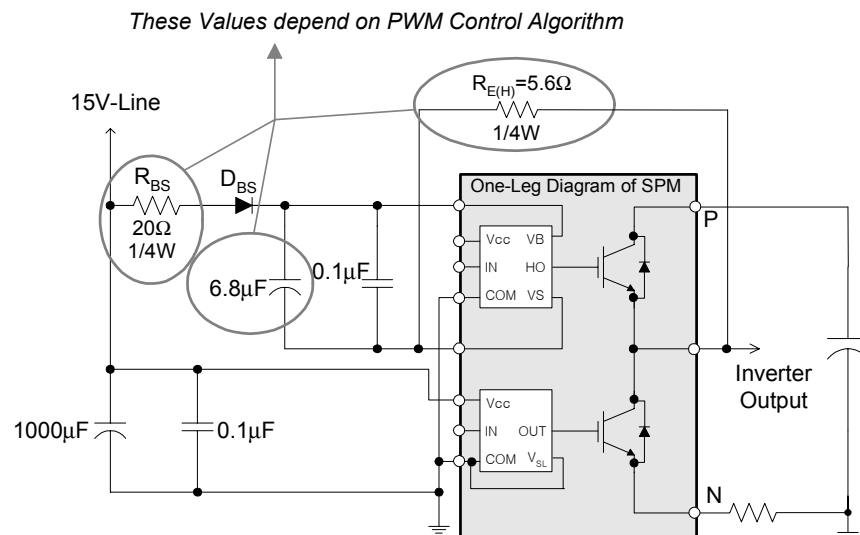 These Values depend on PWM Control Algorithm
R_E(H)=5.6Ω
15V-Line
1/4W
R_BS
D_BS
One-Leg Diagram of SPM
P
20Ω
1/4W
Vcc
VB
IN
HO
COM
VS
6.8μF
0.1μF
Inverter
Output
Vcc
IN
OUT
COM
V_SL
1000μF
0.1μF
N